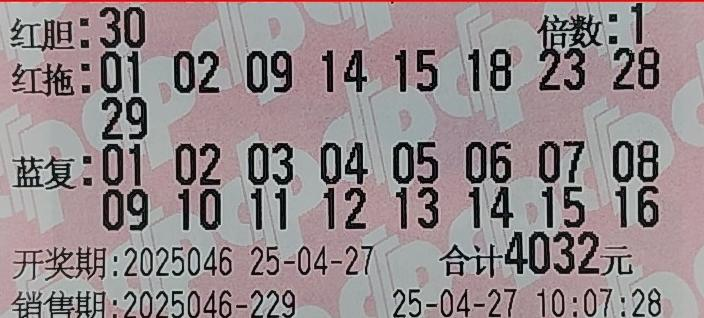 红胆:30 倍数:1
红拖:01 02 09 14 15 18 23 28
29
蓝复:01 02 03 04 05 06 07 08
09 10 11 12 13 14 15 16
开奖期:2025046 25-04-27 合计4032元
销售期:2025046-229 25-04-27 10:07:28